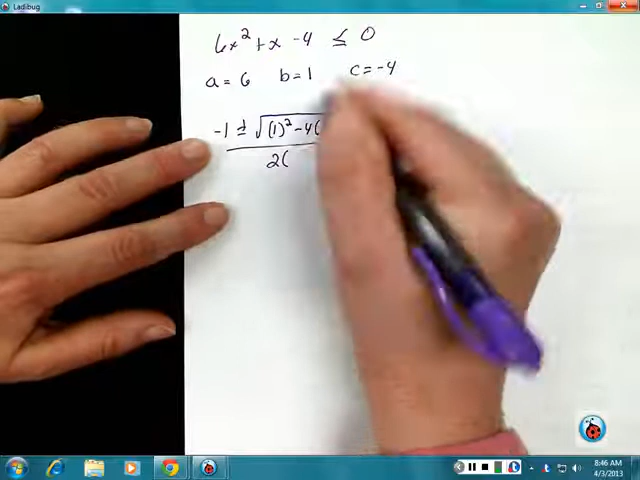 Ladibug
6x² + x - 4 ≤ 0
a = 6 b = 1 c = -4
-1 ± √(1)² - 4(
2(
8:46 AM
4/3/2013